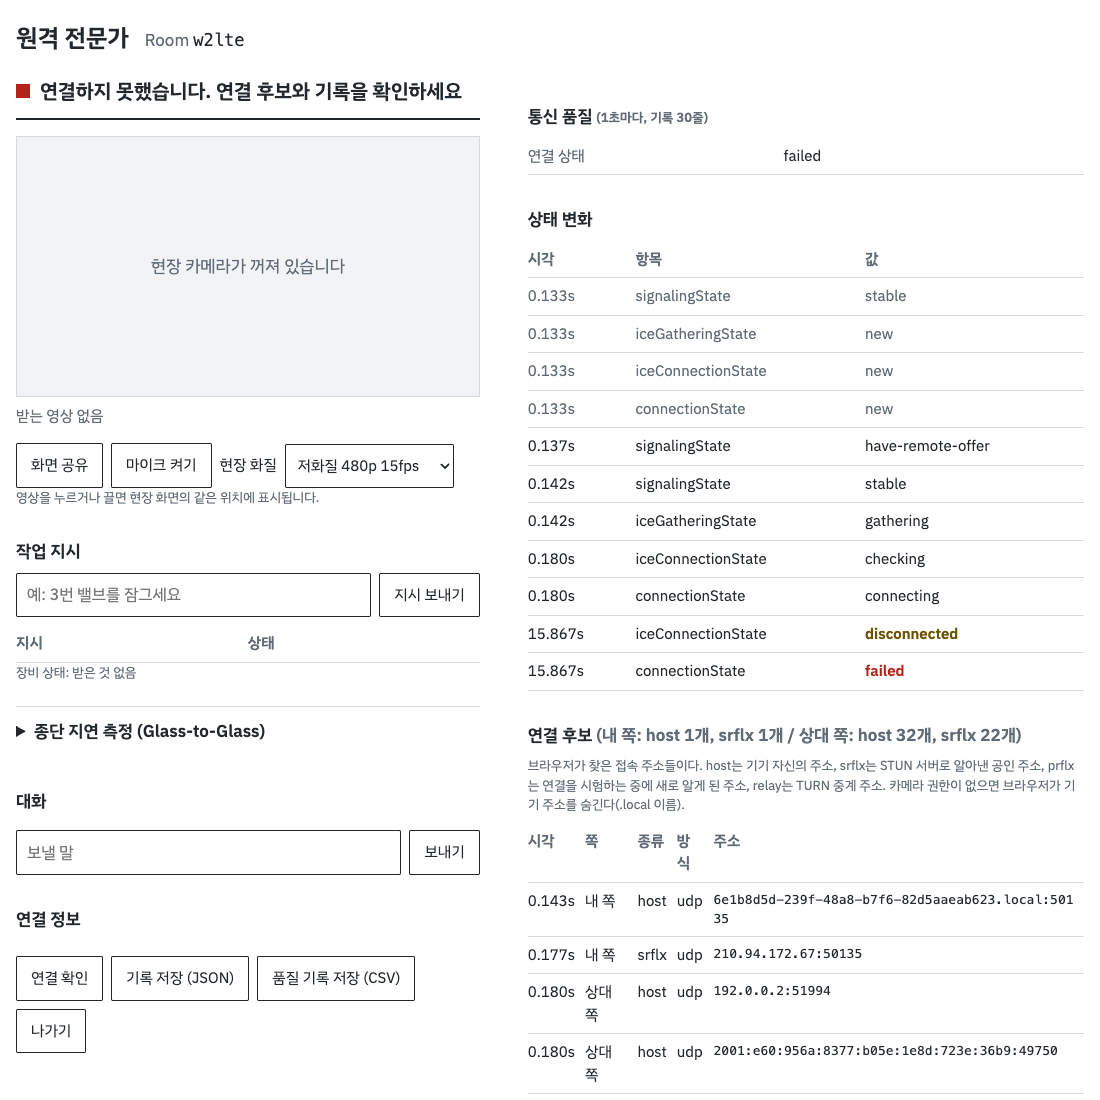 원격 전문가 Room w2lte
연결하지 못했습니다. 연결 후보와 기록을 확인하세요
현장 카메라가 꺼져 있습니다
받는 영상 없음
화면 공유 마이크 켜기 현장 화질 저화질 480p 15fps
영상을 누르거나 끌면 현장 화면의 같은 위치에 표시됩니다.
작업 지시
예: 3번 밸브를 잠그세요 지시 보내기
지시 상태
장비 상태: 받은 것 없음
종단 지연 측정 (Glass-to-Glass)
대화
보낼 말 보내기
연결 정보
연결 확인 기록 저장 (JSON) 품질 기록 저장 (CSV)
나가기
통신 품질 (1초마다, 기록 30줄)
연결 상태 failed
상태 변화
시각 항목 값
0.133s signalingState stable
0.133s iceGatheringState new
0.133s iceConnectionState new
0.133s connectionState new
0.137s signalingState have-remote-offer
0.142s signalingState stable
0.142s iceGatheringState gathering
0.180s iceConnectionState checking
0.180s connectionState connecting
15.867s iceConnectionState disconnected
15.867s connectionState failed
연결 후보 (내 쪽: host 1개, srflx 1개 / 상대 쪽: host 32개, srflx 22개)
브라우저가 찾은 접속 주소들이다. host는 기기 자신의 주소, srflx는 STUN 서버로 알아낸 공인 주소, prflx
는 연결을 시험하는 중에 새로 알게 된 주소, relay는 TURN 중계 주소. 카메라 권한이 없으면 브라우저가 기
기 주소를 숨긴다(.local 이름).
시각 쪽 종류 방 주소
식
0.143s 내 쪽 host udp 6e1b8d5d-239f-48a8-b7f6-82d5aaeab623.local:501
35
0.177s 내 쪽 srflx udp 210.94.172.67:50135
0.180s 상대 host udp 192.0.0.2:51994
쪽
0.180s 상대 host udp 2001:e60:956a:8377:b05e:1e8d:723e:36b9:49750
쪽